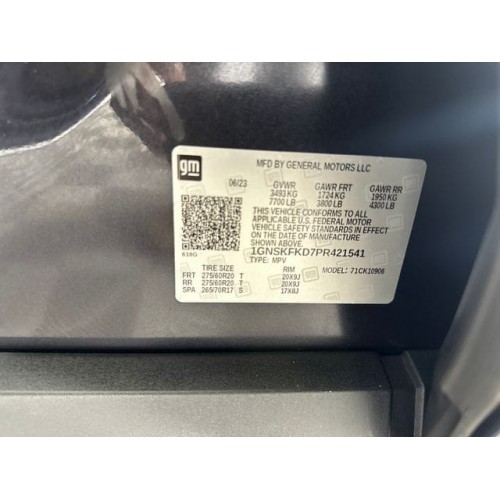 gm
MFD BY GENERAL MOTORS LLC
06/23 GVWR GAWR FRT GAWR RR
3493 KG 1724 KG 1950 KG
7700 LB 3800 LB 4300 LB
THIS VEHICLE CONFORMS TO ALL
APPLICABLE U.S. FEDERAL MOTOR
VEHICLE SAFETY STANDARDS IN EFFECT
ON THE DATE OF MANUFACTURE SHOWN ABOVE.
1GNSKFKD7PR421541
TYPE: MPV MODEL: 71CK10906
TIRE SIZE RIM
FRT 275/60R20 T 20X9J
RR 275/60R20 T 20X9J
SPA 265/70R17 S 17X8J